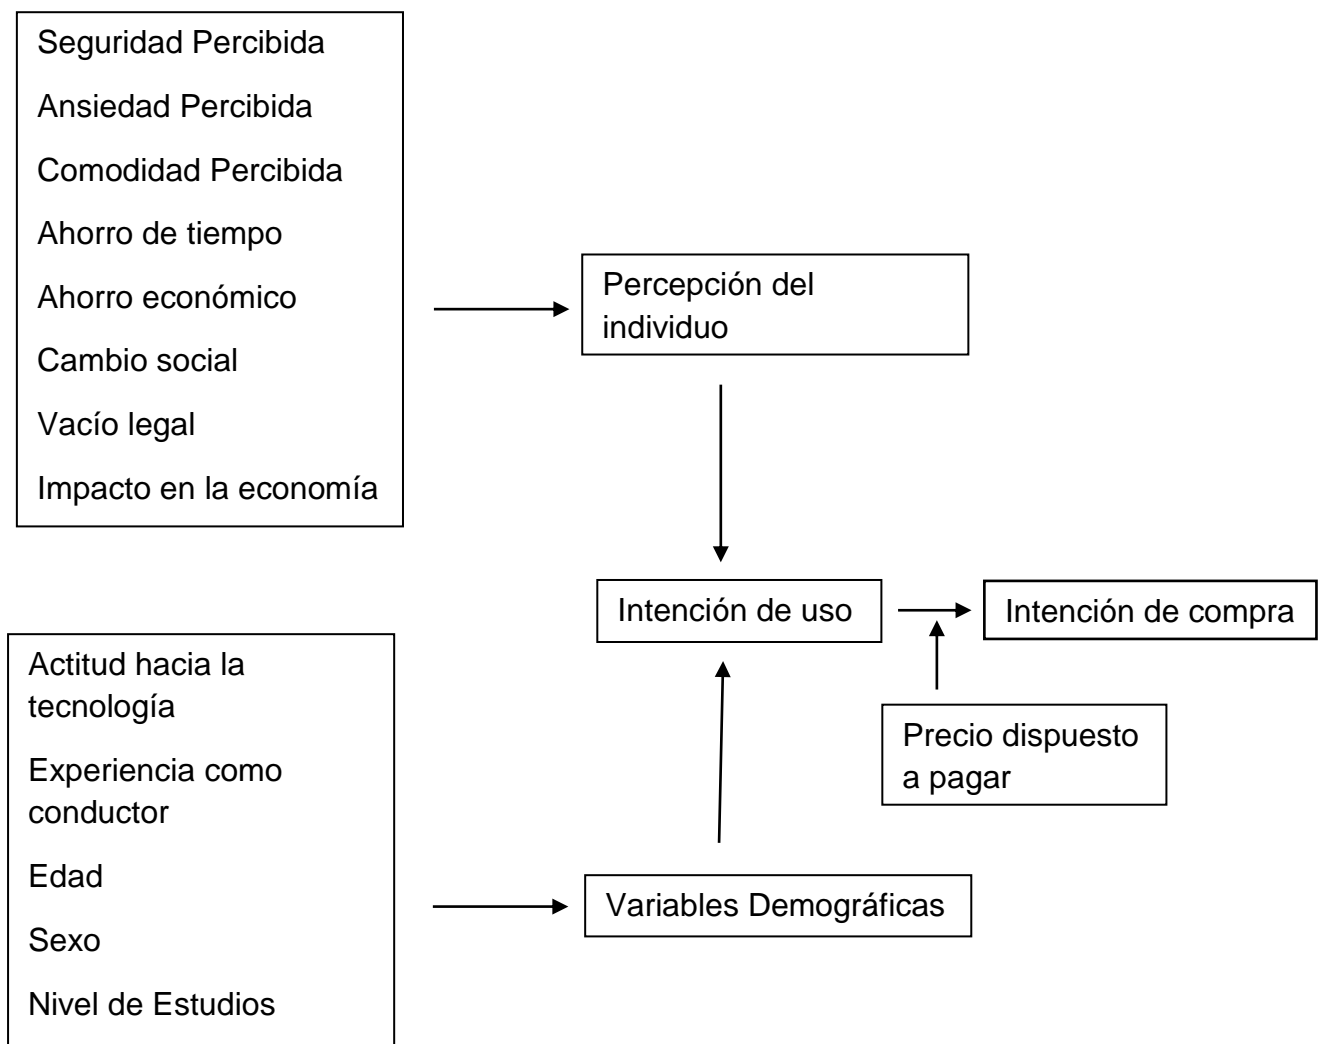 Seguridad Percibida
Ansiedad Percibida
Comodidad Percibida
Ahorro de tiempo
Ahorro económico
Cambio social
Vacío legal
Impacto en la economía
Percepción del
individuo
Intención de uso
Intención de compra
Precio dispuesto
a pagar
Actitud hacia la
tecnología
Experiencia como
conductor
Edad
Sexo
Nivel de Estudios
Variables Demográficas